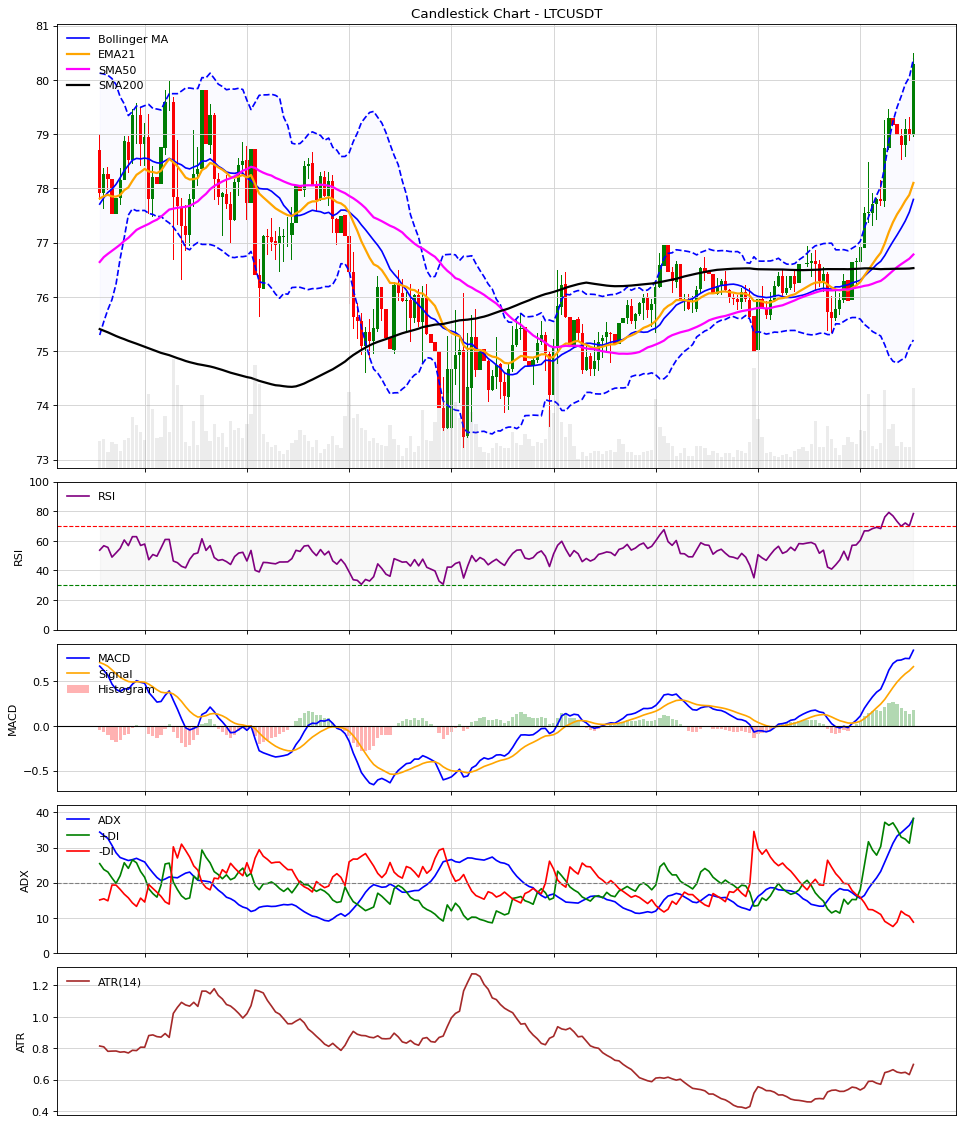 Candlestick Chart - LTCUSDT
81
80
79
78
77
76
75
74
73
Bollinger MA
EMA21
SMA50
SMA200
100
80
60
40
20
0
RSI
RSI
0.5
0.0
−0.5
MACD
MACD
Signal
Histogram
40
30
20
10
0
ADX
ADX
+DI
-DI
1.2
1.0
0.8
0.6
0.4
ATR
ATR(14)